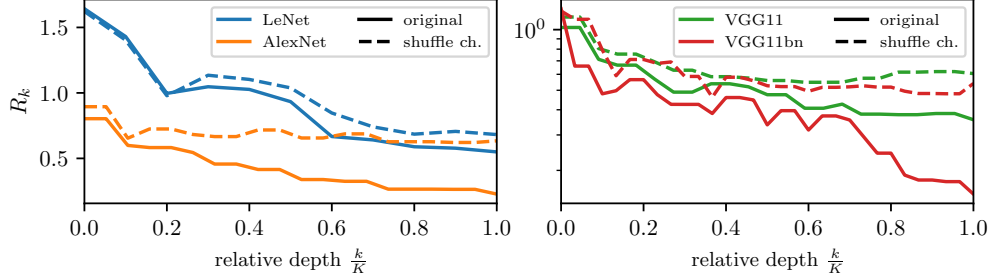 LeNet
AlexNet
original
shuffle ch.
1.5
1.0
0.5
R_k
0.0 0.2 0.4 0.6 0.8 1.0
relative depth k/K
VGG11
VGG11bn
original
shuffle ch.
10^0
0.0 0.2 0.4 0.6 0.8 1.0
relative depth k/K